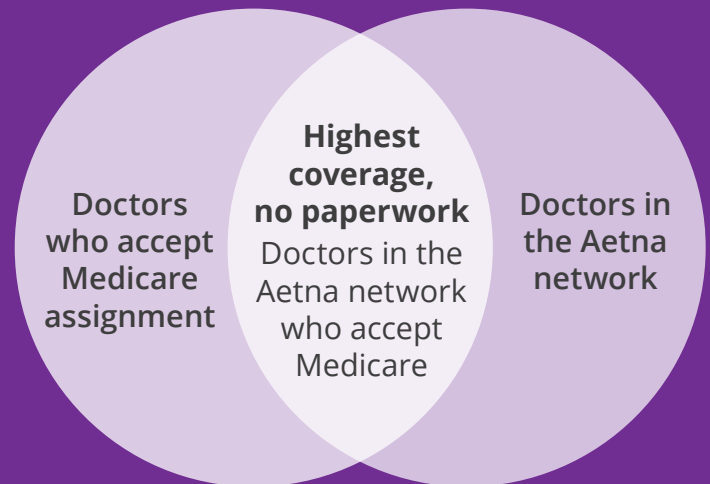 Doctors
who accept
Medicare
assignment
Highest
coverage,
no paperwork
Doctors in the
Aetna network
who accept
Medicare
Doctors in
the Aetna
network